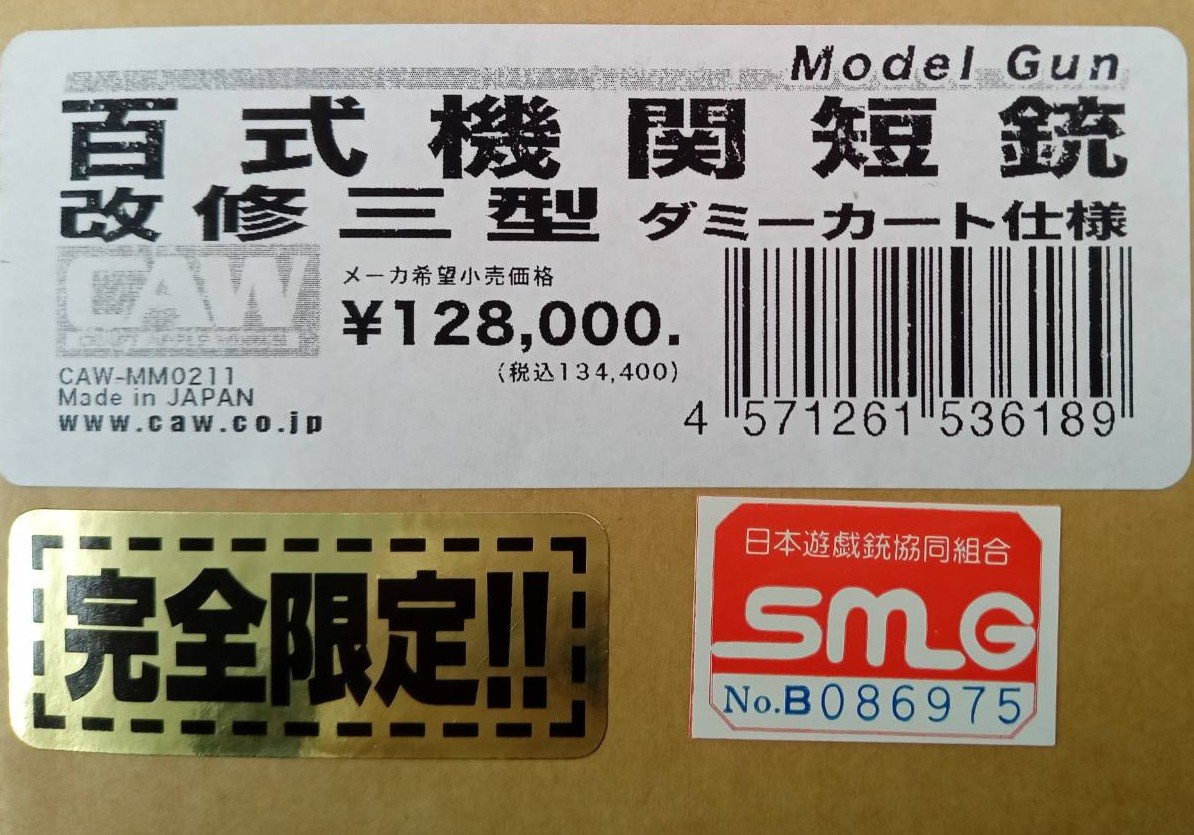 Model Gun
百式機関短銃
改修三型 ダミーカート仕様
CAW
メーカ希望小売価格
¥128,000.
(税込134,400)
CAW-MM0211
Made in JAPAN
www.caw.co.jp
4 571261 536189
完全限定!!
日本遊戯銃協同組合
SMG
No.B086975